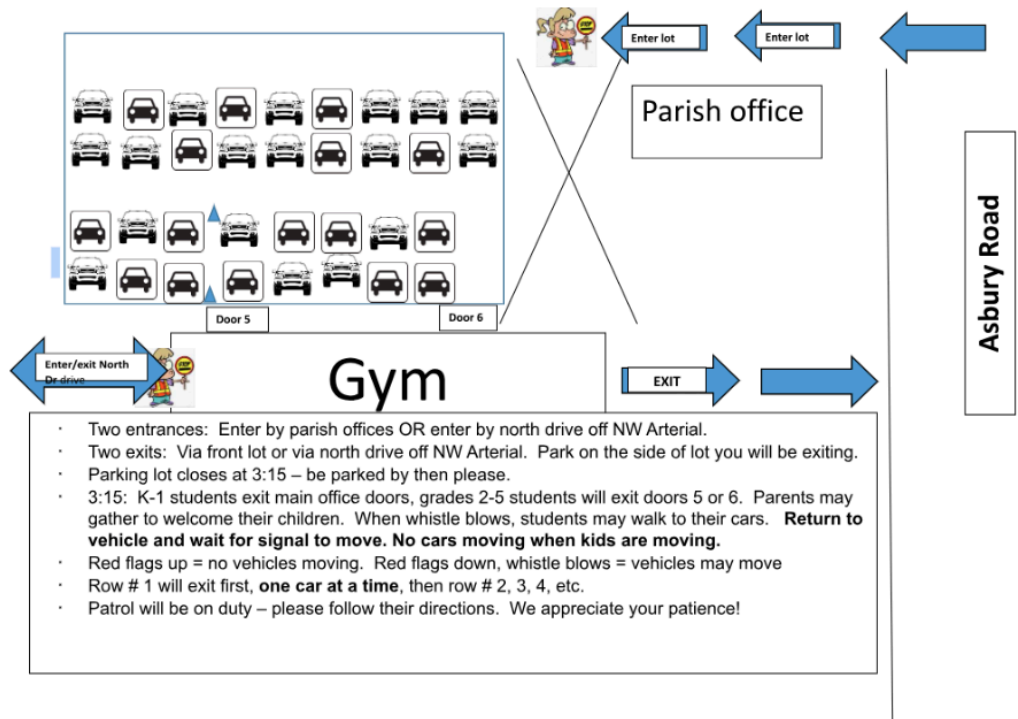 Enter lot
Enter lot
Parish office
Asbury Road
Door 5
Door 6
Enter/exit North
Dr drive
Gym
EXIT
· Two entrances: Enter by parish offices OR enter by north drive off NW Arterial.
· Two exits: Via front lot or via north drive off NW Arterial. Park on the side of lot you will be exiting.
· Parking lot closes at 3:15 – be parked by then please.
· 3:15: K-1 students exit main office doors, grades 2-5 students will exit doors 5 or 6. Parents may
gather to welcome their children. When whistle blows, students may walk to their cars. Return to
vehicle and wait for signal to move. No cars moving when kids are moving.
· Red flags up = no vehicles moving. Red flags down, whistle blows = vehicles may move
· Row # 1 will exit first, one car at a time, then row # 2, 3, 4, etc.
· Patrol will be on duty – please follow their directions. We appreciate your patience!